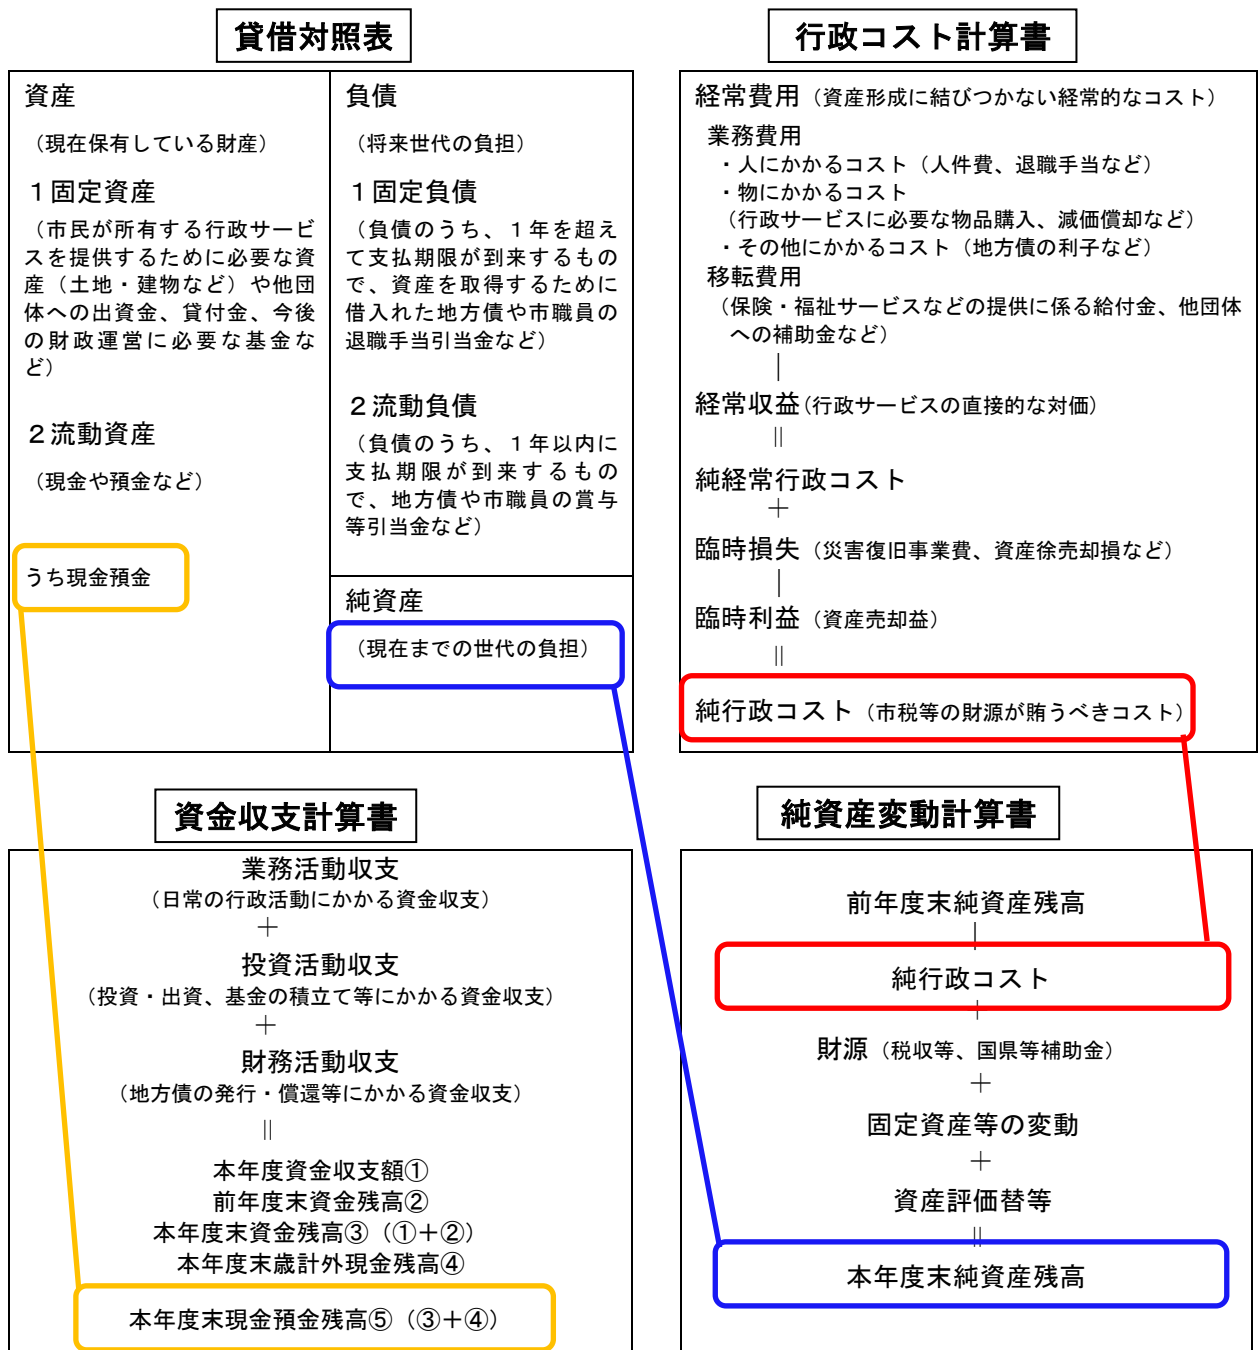 貸借対照表
資産
（現在保有している財産）
１固定資産
（市民が所有する行政サービ
スを提供するために必要な資
産（土地・建物など）や他団
体への出資金、貸付金、今後
の財政運営に必要な基金な
ど）
２流動資産
（現金や預金など）
うち現金預金
負債
（将来世代の負担）
１固定負債
（負債のうち、１年を超え
て支払期限が到来するもの
で、資産を取得するために
借入れた地方債や市職員の
退職手当引当金など）
２流動負債
（負債のうち、１年以内に
支払期限が到来するもの
で、地方債や市職員の賞与
等引当金など）
純資産
（現在までの世代の負担）
行政コスト計算書
経常費用（資産形成に結びつかない経常的なコスト）
業務費用
・人にかかるコスト（人件費、退職手当など）
・物にかかるコスト
（行政サービスに必要な物品購入、減価償却など）
・その他にかかるコスト（地方債の利子など）
移転費用
（保険・福祉サービスなどの提供に係る給付金、他団体
への補助金など）
｜
経常収益（行政サービスの直接的な対価）
||
純経常行政コスト
＋
臨時損失（災害復旧事業費、資産徐売却損など）
｜
臨時利益（資産売却益）
||
純行政コスト（市税等の財源が賄うべきコスト）
資金収支計算書
業務活動収支
（日常の行政活動にかかる資金収支）
＋
投資活動収支
（投資・出資、基金の積立て等にかかる資金収支）
＋
財務活動収支
（地方債の発行・償還等にかかる資金収支）
||
本年度資金収支額①
前年度末資金残高②
本年度末資金残高③（①＋②）
本年度末歳計外現金残高④
本年度末現金預金残高⑤（③＋④）
純資産変動計算書
前年度末純資産残高
｜
純行政コスト
＋
財源（税収等、国県等補助金）
＋
固定資産等の変動
＋
資産評価替等
||
本年度末純資産残高